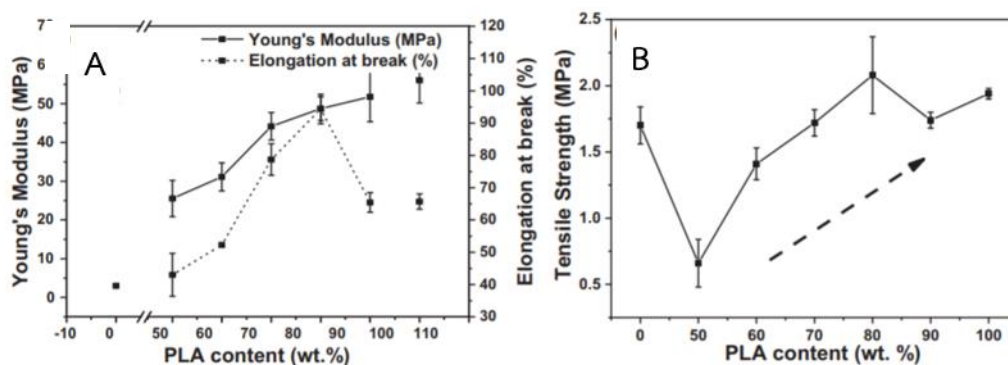 A
Young's Modulus (MPa)
Elongation at break (%)
Young's Modulus (MPa)
7
6
50
40
30
20
10
0
-10 0 50 70 80 90 100 110
PLA content (wt.%)
120
110
100
90
80
70
60
50
40
30
Elongation at break (%)
B
Tensile Strength (MPa)
2.5
2.0
1.5
1.0
0.5
0 50 60 70 80 90 100
PLA content (wt. %)